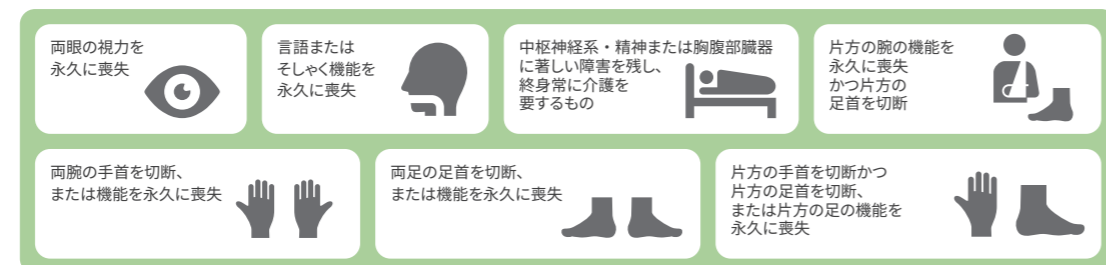 両眼の視力を
永久に喪失
言語または
そしゃく機能を
永久に喪失
中枢神経系・精神または胸腹部臓器
に著しい障害を残し、
終身常に介護を
要するもの
片方の腕の機能を
永久に喪失
かつ片方の
足首を切断
両腕の手首を切断、
または機能を永久に喪失
両足の足首を切断、
または機能を永久に喪失
片方の手首を切断かつ
片方の足首を切断、
または片方の足の機能を
永久に喪失